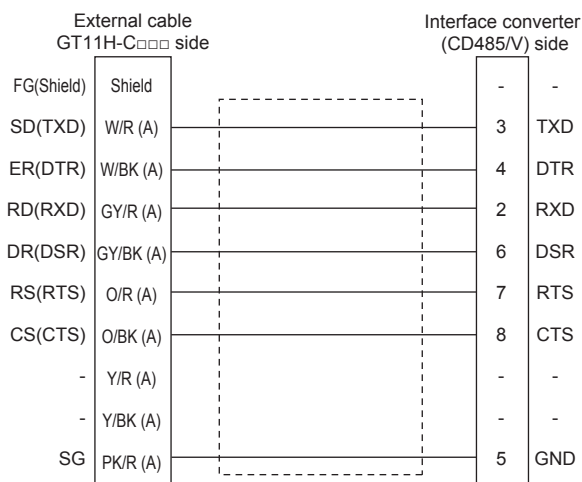 External cable
GT11H-C□□□ side
Interface converter
(CD485/V) side
FG(Shield) Shield - -
SD(TXD) W/R (A) 3 TXD
ER(DTR) W/BK (A) 4 DTR
RD(RXD) GY/R (A) 2 RXD
DR(DSR) GY/BK (A) 6 DSR
RS(RTS) O/R (A) 7 RTS
CS(CTS) O/BK (A) 8 CTS
- Y/R (A) - -
- Y/BK (A) - -
SG PK/R (A) 5 GND